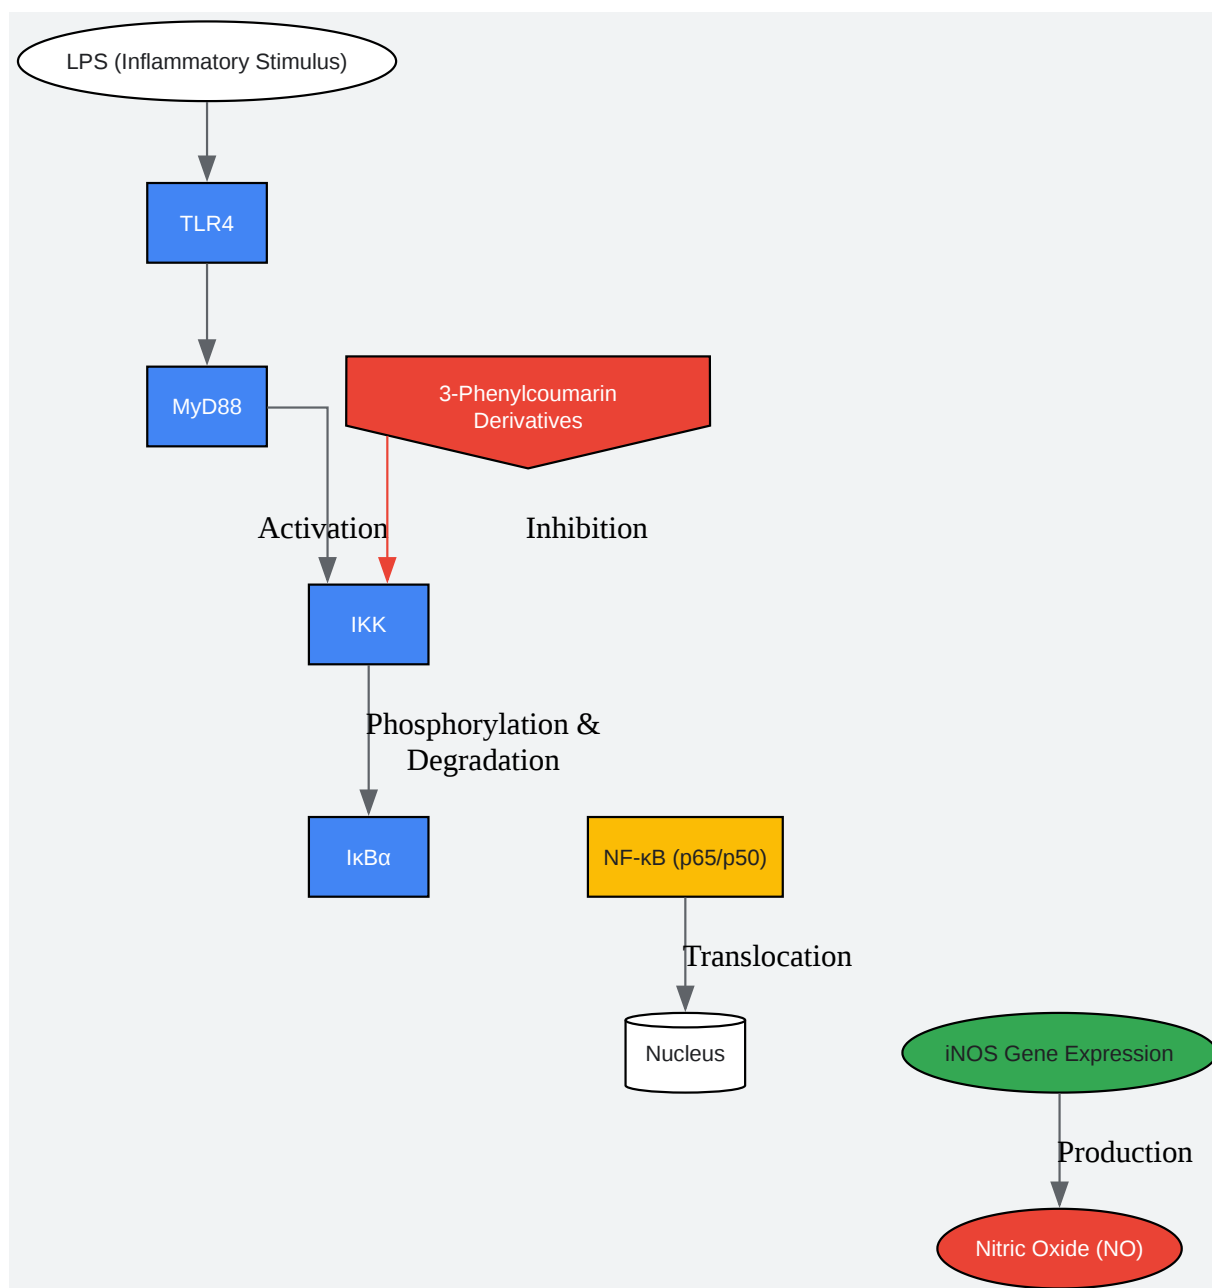 LPS (Inflammatory Stimulus)
TLR4
MyD88
3-Phenylcoumarin
Derivatives
Activation
Inhibition
IKK
Phosphorylation &
Degradation
IκBα
NF-κB (p65/p50)
Translocation
Nucleus
iNOS Gene Expression
Production
Nitric Oxide (NO)